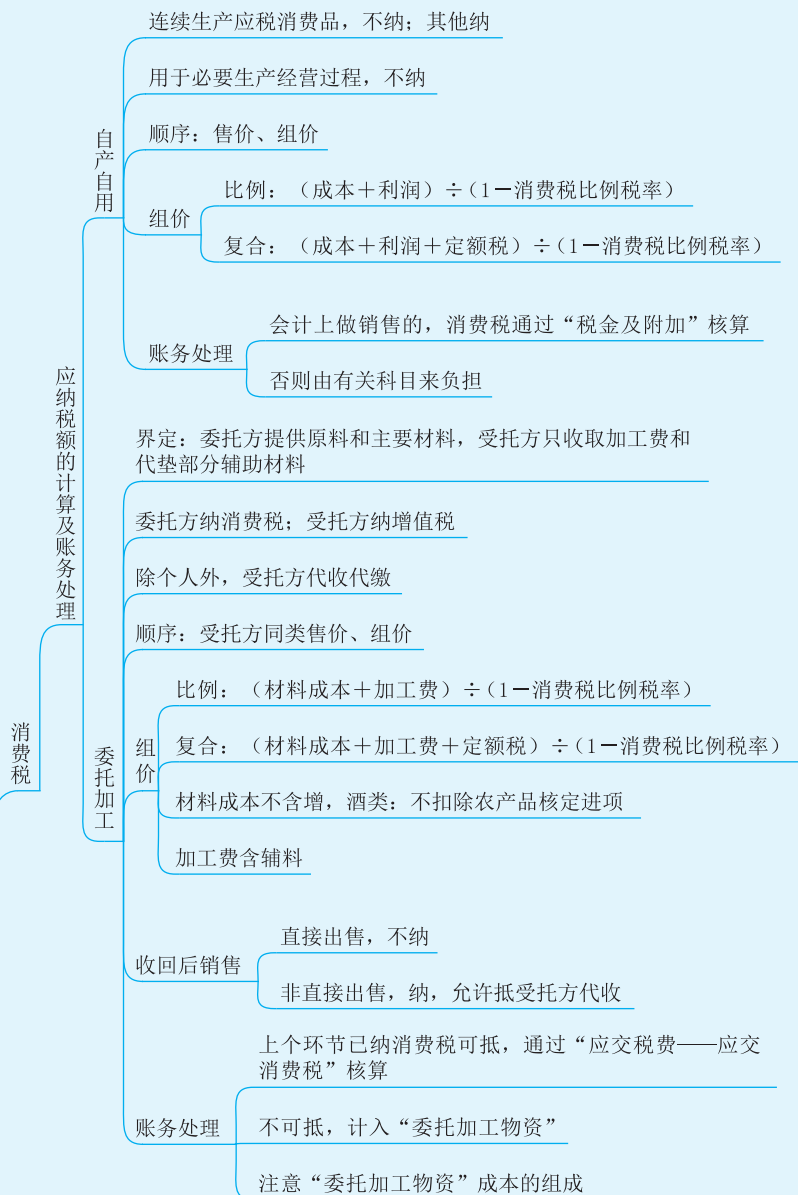 消费税
应纳税额的计算及账务处理
自产自用
连续生产应税消费品，不纳；其他纳
用于必要生产经营过程，不纳
顺序：售价、组价
组价
比例：（成本＋利润）÷（1－消费税比例税率）
复合：（成本＋利润＋定额税）÷（1－消费税比例税率）
账务处理
会计上做销售的，消费税通过“税金及附加”核算
否则由有关科目来负担
委托加工
界定：委托方提供原料和主要材料，受托方只收取加工费和
代垫部分辅助材料
委托方纳消费税；受托方纳增值税
除个人外，受托方代收代缴
顺序：受托方同类售价、组价
组价
比例：（材料成本＋加工费）÷（1－消费税比例税率）
复合：（材料成本＋加工费＋定额税）÷（1－消费税比例税率）
材料成本不含增，酒类：不扣除农产品核定进项
加工费含辅料
收回后销售
直接出售，不纳
非直接出售，纳，允许抵受托方代收
账务处理
上个环节已纳消费税可抵，通过“应交税费——应交
消费税”核算
不可抵，计入“委托加工物资”
注意“委托加工物资”成本的组成